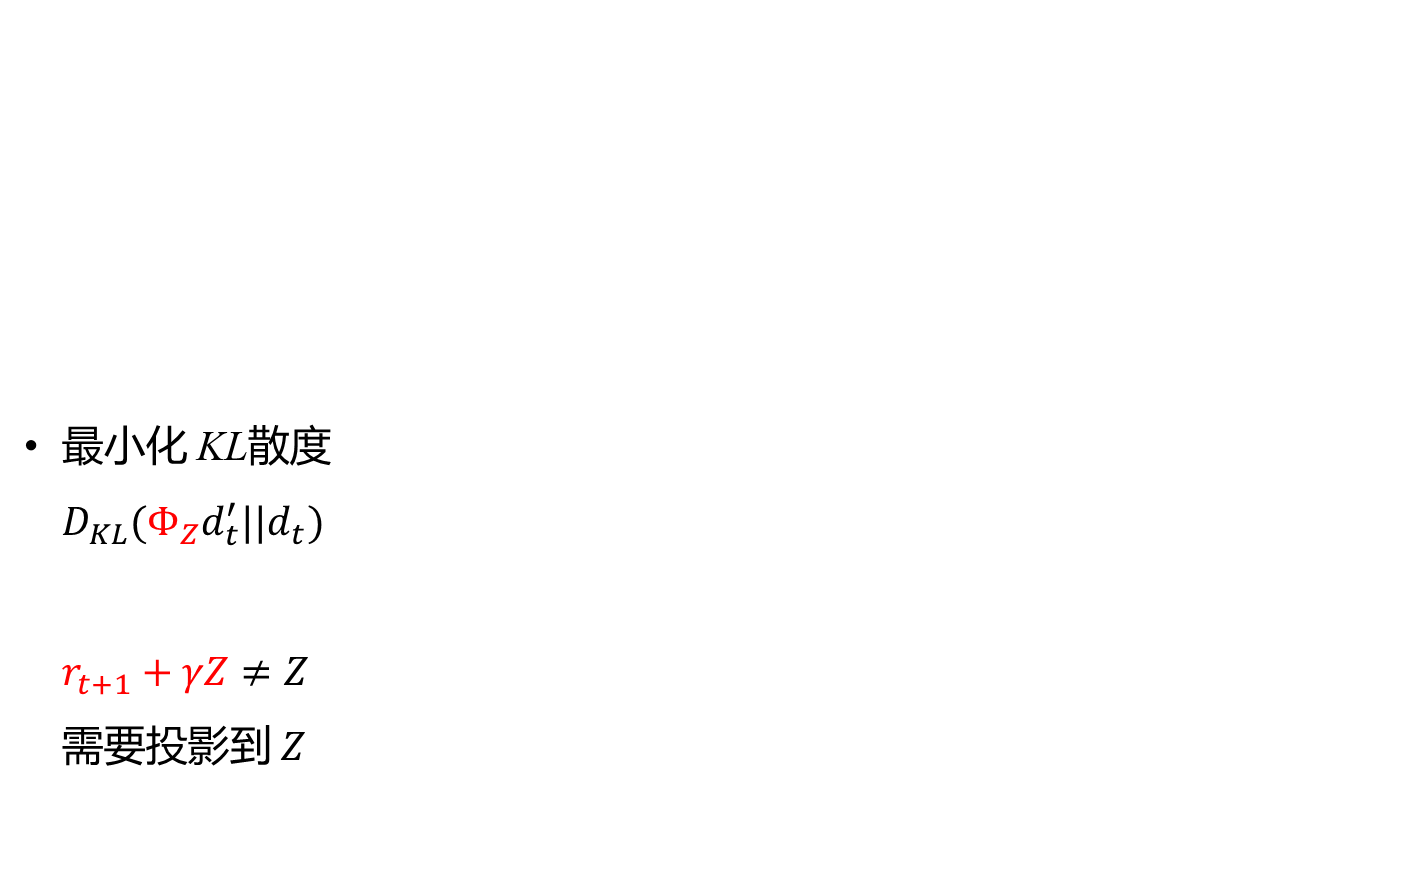 • 最小化 KL散度
D_{KL}(Φ_Z d'_t||d_t)
r_{t+1} + γZ ≠ Z
需要投影到 Z